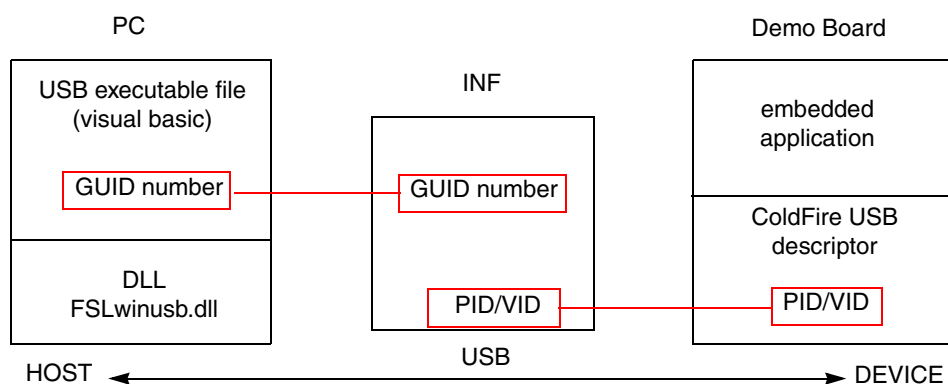 PC
USB executable file
(visual basic)
GUID number
DLL
FSLwinusb.dll
INF
GUID number
PID/VID
Demo Board
embedded
application
ColdFire USB
descriptor
PID/VID
HOST
USB
DEVICE